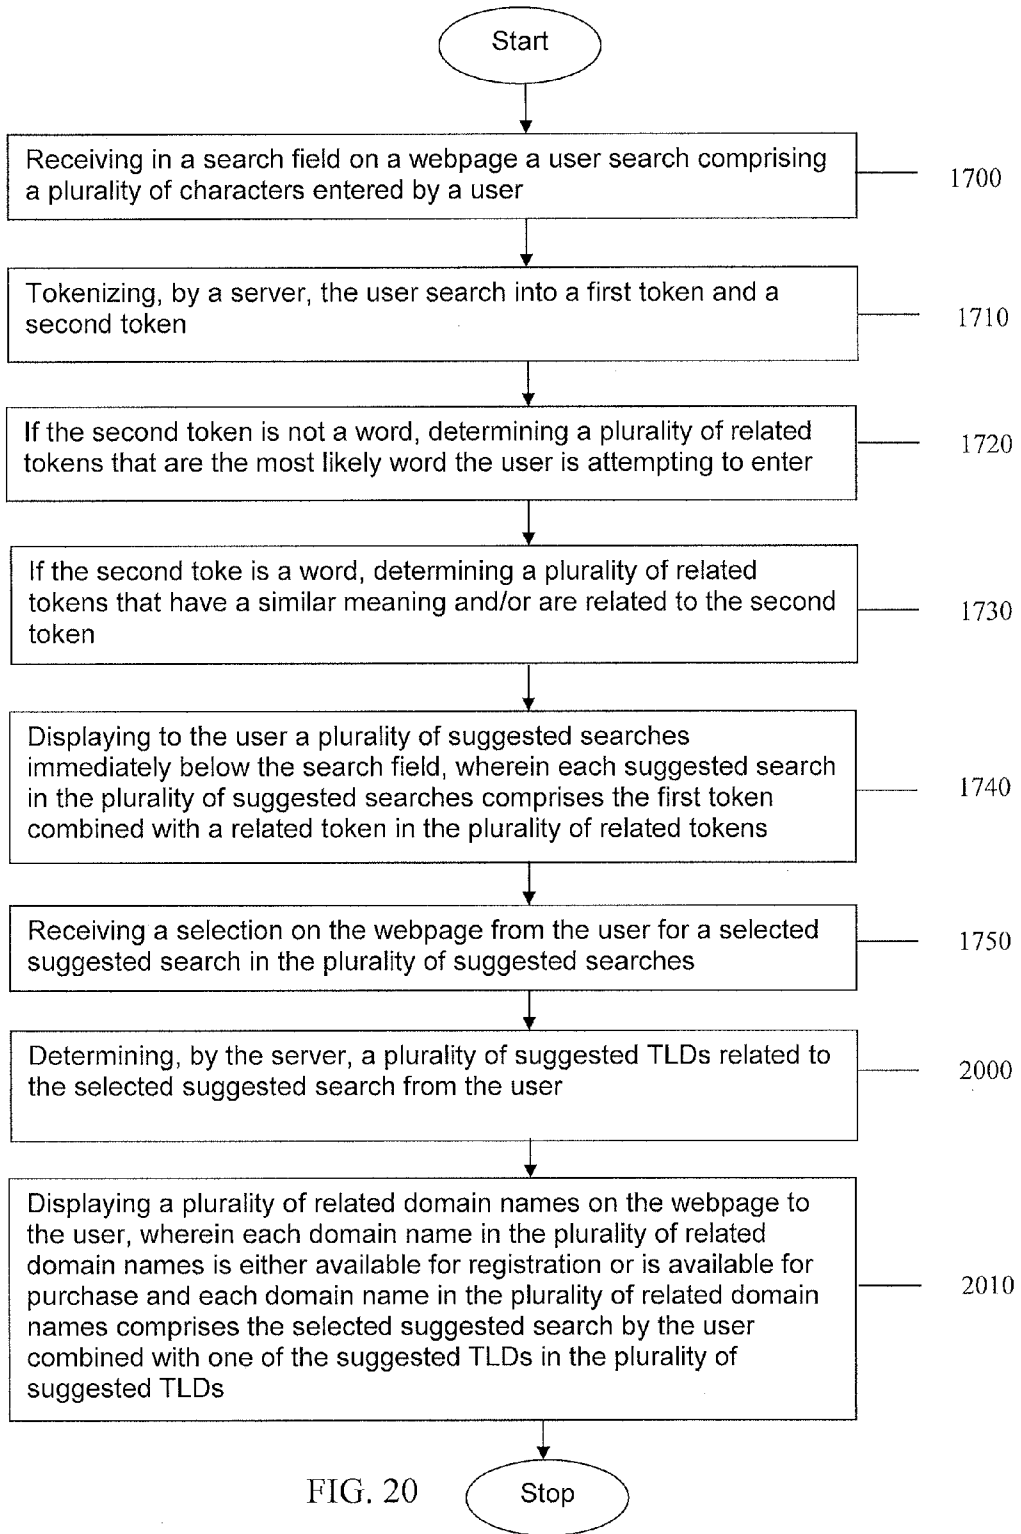 Start
Receiving in a search field on a webpage a user search comprising
a plurality of characters entered by a user
1700
Tokenizing, by a server, the user search into a first token and a
second token
1710
If the second token is not a word, determining a plurality of related
tokens that are the most likely word the user is attempting to enter
1720
If the second toke is a word, determining a plurality of related
tokens that have a similar meaning and/or are related to the second
token
1730
Displaying to the user a plurality of suggested searches
immediately below the search field, wherein each suggested search
in the plurality of suggested searches comprises the first token
combined with a related token in the plurality of related tokens
1740
Receiving a selection on the webpage from the user for a selected
suggested search in the plurality of suggested searches
1750
Determining, by the server, a plurality of suggested TLDs related to
the selected suggested search from the user
2000
Displaying a plurality of related domain names on the webpage to
the user, wherein each domain name in the plurality of related
domain names is either available for registration or is available for
purchase and each domain name in the plurality of related domain
names comprises the selected suggested search by the user
combined with one of the suggested TLDs in the plurality of
suggested TLDs
2010
FIG. 20
Stop